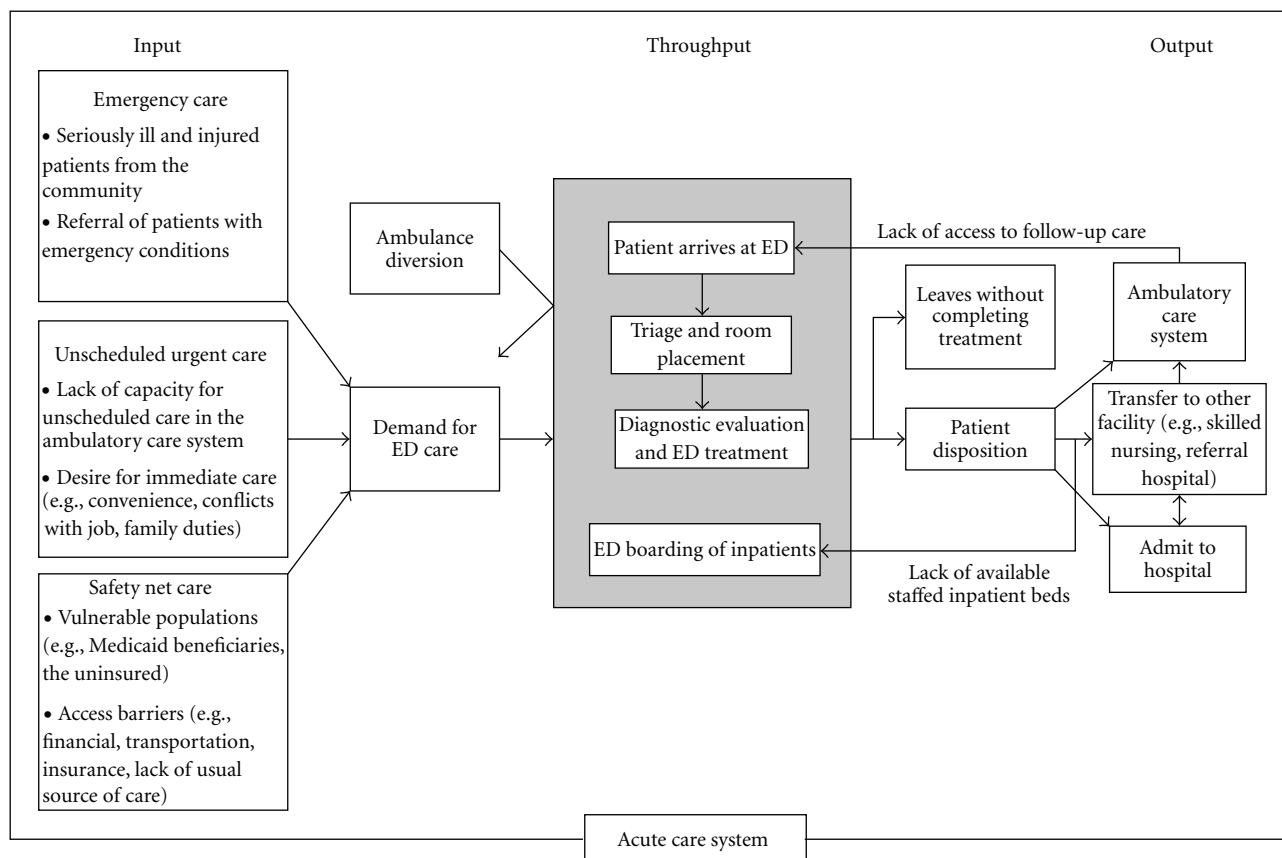 Input
Throughput
Output
Emergency care
• Seriously ill and injured
patients from the
community
• Referral of patients with
emergency conditions
Unscheduled urgent care
• Lack of capacity for
unscheduled care in the
ambulatory care system
• Desire for immediate care
(e.g., convenience, conflicts
with job, family duties)
Safety net care
• Vulnerable populations
(e.g., Medicaid beneficiaries,
the uninsured)
• Access barriers (e.g.,
financial, transportation,
insurance, lack of usual
source of care)
Ambulance
diversion
Demand for
ED care
Patient arrives at ED
Triage and room
placement
Diagnostic evaluation
and ED treatment
ED boarding of inpatients
Lack of access to follow-up care
Leaves without
completing
treatment
Patient
disposition
Lack of available
staffed inpatient beds
Ambulatory
care
system
Transfer to other
facility (e.g., skilled
nursing, referral
hospital)
Admit to
hospital
Acute care system